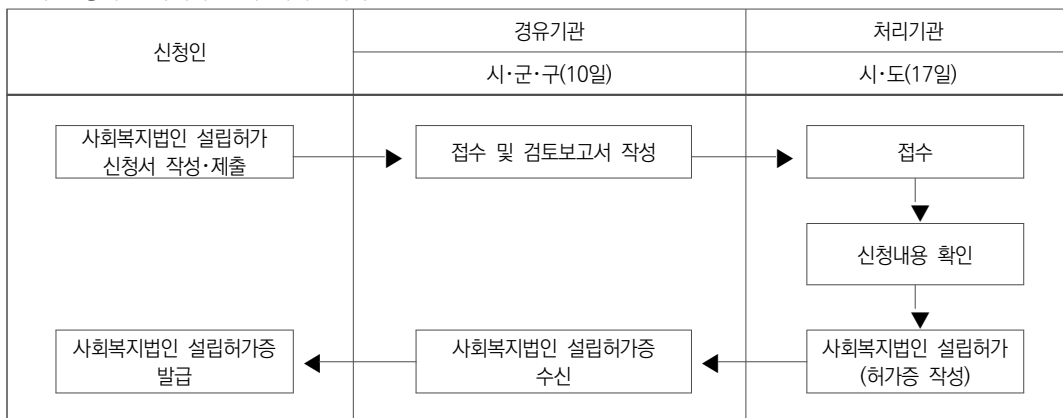 신청인
경유기관
처리기관
시·군·구(10일)
시·도(17일)
사회복지법인 설립허가
신청서 작성·제출
접수 및 검토보고서 작성
접수
신청내용 확인
사회복지법인 설립허가증
발급
사회복지법인 설립허가증
수신
사회복지법인 설립허가
(허가증 작성)